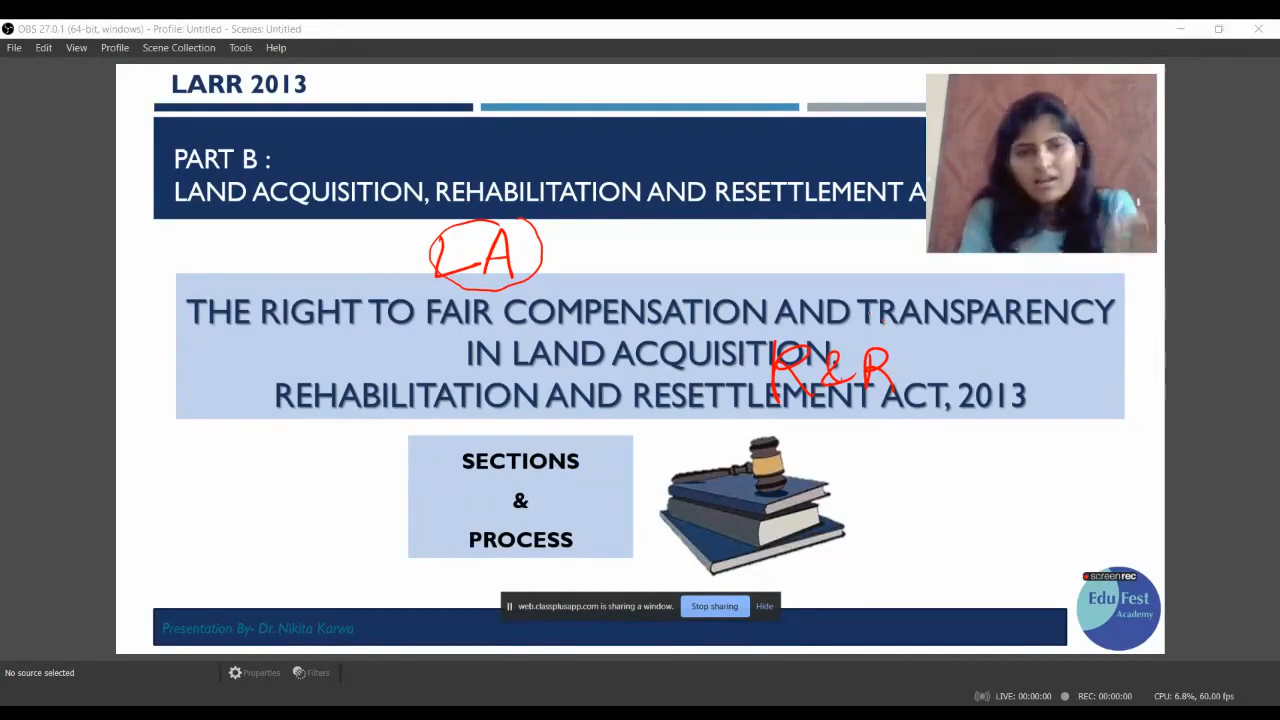 OBS 27.0.1 (64-bit, windows) - Profile: Untitled - Scenes: Untitled
File Edit View Profile Scene Collection Tools Help
LARR 2013
PART B :
LAND ACQUISITION, REHABILITATION AND RESETTLEMENT A
LA
THE RIGHT TO FAIR COMPENSATION AND TRANSPARENCY
IN LAND ACQUISITION,
R & R
REHABILITATION AND RESETTLEMENT ACT, 2013
SECTIONS
&
PROCESS
screenrec
Edu Fest
Academy
web.classplusapp.com is sharing a window. Stop sharing Hide
Presentation By- Dr. Nikita Karwa
No source selected Properties Filters
LIVE: 00:00:00 REC: 00:00:00 CPU: 6.8%, 60.00 fps